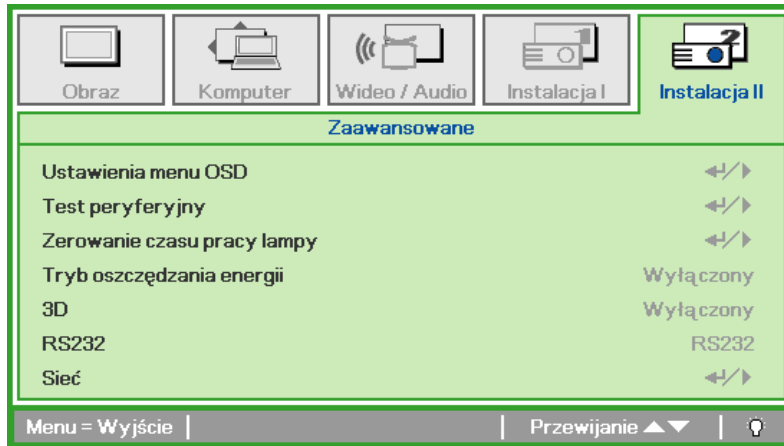 Obraz
Komputer
Wideo / Audio
Instalacja I
Instalacja II
Zaawansowane
Ustawienia menu OSD
Test peryferyjny
Zerowanie czasu pracy lampy
Tryb oszczędzania energii Wyłączony
3D Wyłączony
RS232 RS232
Sieć
Menu = Wyjście | | Przewijanie ▲▼ |